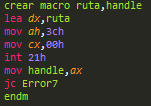 crear macro ruta,handle
lea dx,ruta
mov ah,3ch
mov cx,00h
int 21h
mov handle,ax
jc Error7
endm